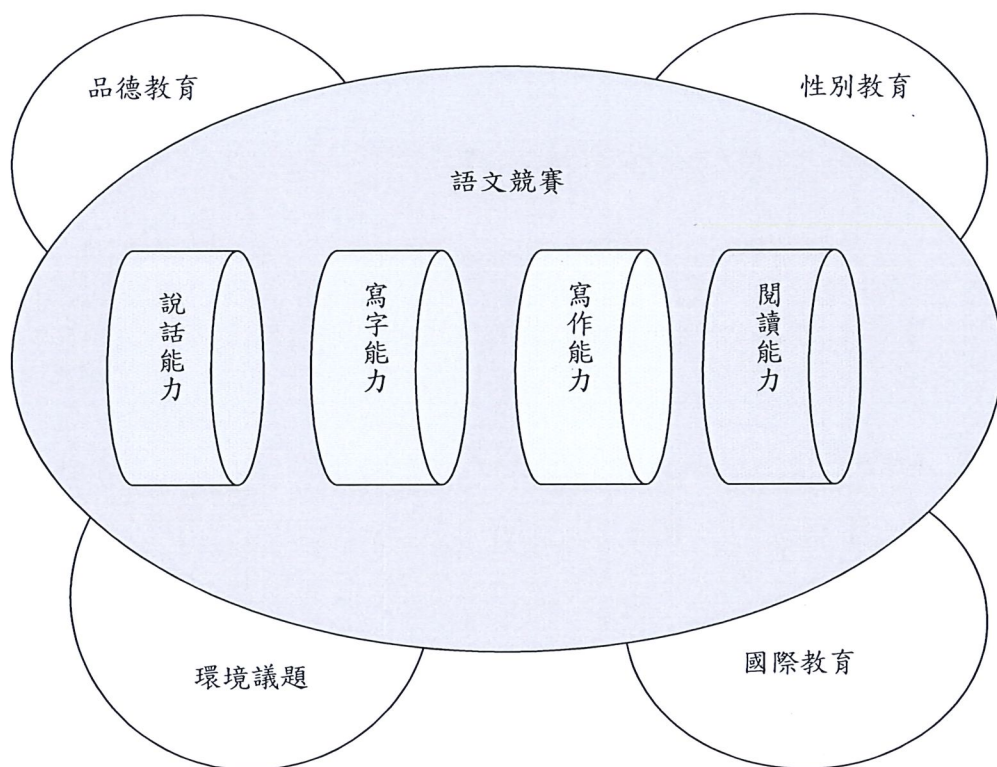 品德教育
性別教育
語文競賽
說話能力
寫字能力
寫作能力
閱讀能力
環境議題
國際教育